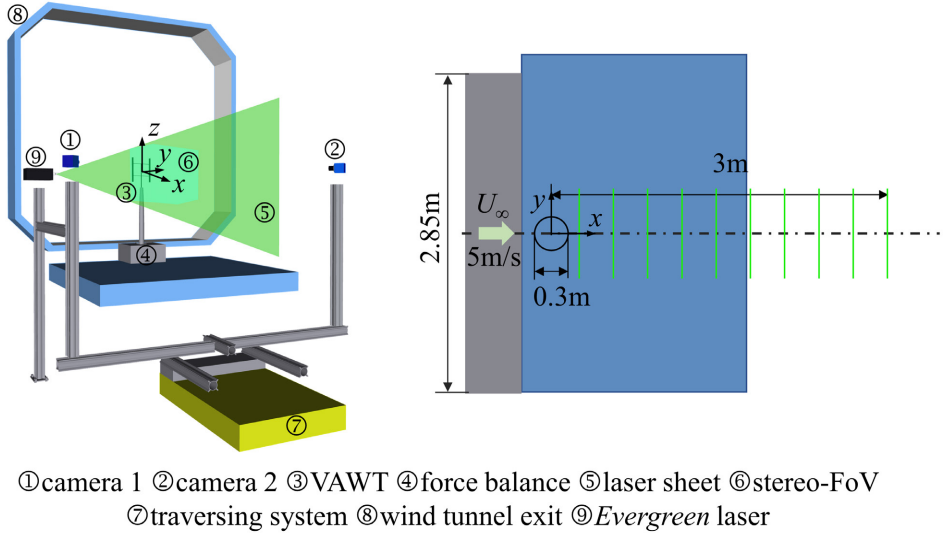 ⑧
①
②
⑨
z
y
⑥
x
③
⑤
④
⑦
3m
2.85m
U∞
y
x
5m/s
0.3m
①camera 1 ②camera 2 ③VAWT ④force balance ⑤laser sheet ⑥stereo-FoV
⑦traversing system ⑧wind tunnel exit ⑨Evergreen laser